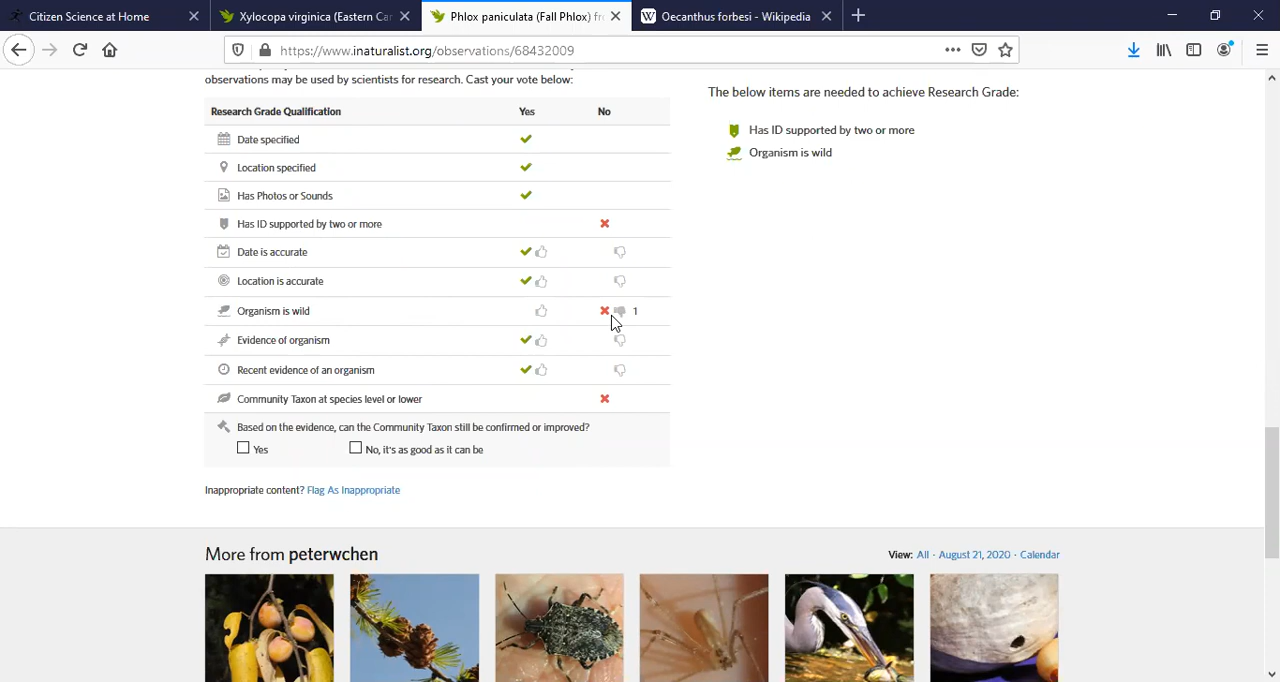 Citizen Science at Home
Xylocopa virginica (Eastern Car
Phlox paniculata (Fall Phlox) fr
W Oecanthus forbesi - Wikipedia
https://www.inaturalist.org/observations/68432009
observations may be used by scientists for research. Cast your vote below:
Research Grade Qualification Yes No
Date specified
Location specified
Has Photos or Sounds
Has ID supported by two or more
Date is accurate
Location is accurate
Organism is wild 1
Evidence of organism
Recent evidence of an organism
Community Taxon at species level or lower
Based on the evidence, can the Community Taxon still be confirmed or improved?
Yes No, it's as good as it can be
Inappropriate content? Flag As Inappropriate
The below items are needed to achieve Research Grade:
Has ID supported by two or more
Organism is wild
More from peterwchen
View: All · August 21, 2020 · Calendar